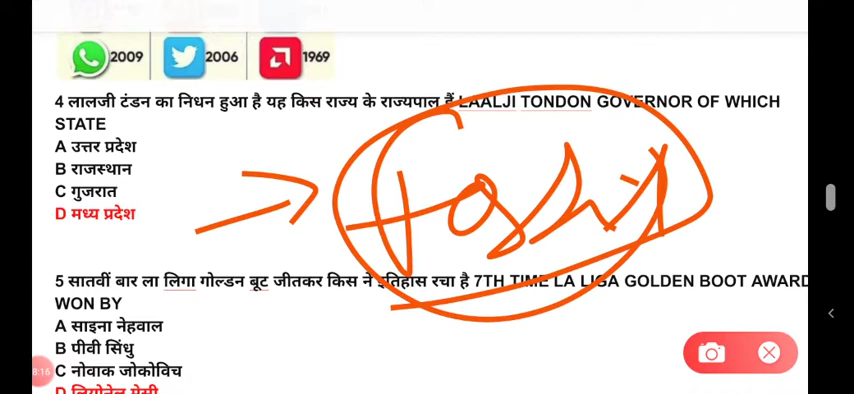 2009 2006 1969
4 लालजी टंडन का निधन हुआ है यह किस राज्य के राज्यपाल हैं LAALJI TONDON GOVERNOR OF WHICH
STATE
A उत्तर प्रदेश
B राजस्थान
C गुजरात
D मध्य प्रदेश
5 सातवीं बार ला लिगा गोल्डन बूट जीतकर किस ने इतिहास रचा है 7TH TIME LA LIGA GOLDEN BOOT AWARD
WON BY
A साइना नेहवाल
B पीवी सिंधु
8:16 C नोवाक जोकोविच
D लियोनेल मेसी